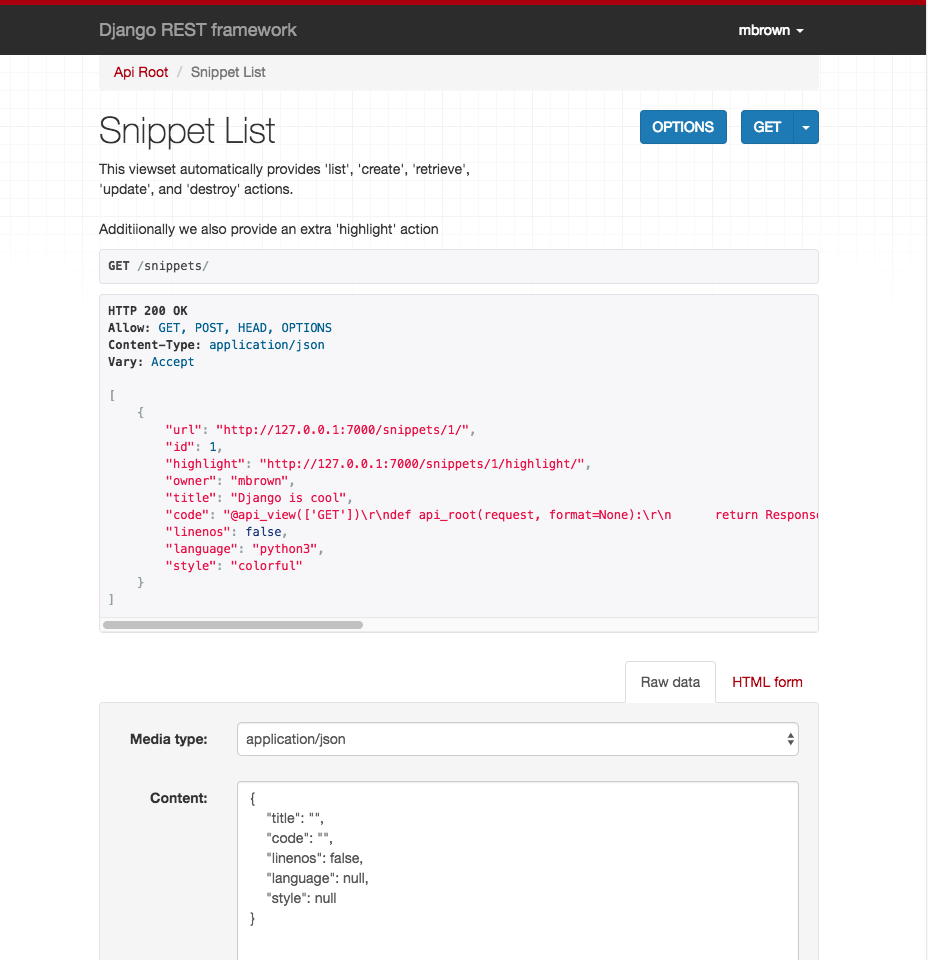 Django REST framework
mbrown
Api Root / Snippet List
Snippet List
OPTIONS
GET
This viewset automatically provides 'list', 'create', 'retrieve',
'update', and 'destroy' actions.
Additiionally we also provide an extra 'highlight' action
GET /snippets/
HTTP 200 OK
Allow: GET, POST, HEAD, OPTIONS
Content-Type: application/json
Vary: Accept
[
    {
        "url": "http://127.0.0.1:7000/snippets/1/",
        "id": 1,
        "highlight": "http://127.0.0.1:7000/snippets/1/highlight/",
        "owner": "mbrown",
        "title": "Django is cool",
        "code": "@api_view(['GET'])\r\ndef api_root(request, format=None):\r\n      return Response
        "linenos": false,
        "language": "python3",
        "style": "colorful"
    }
]
Raw data
HTML form
Media type:
application/json
Content:
{
    "title": "",
    "code": "",
    "linenos": false,
    "language": null,
    "style": null
}